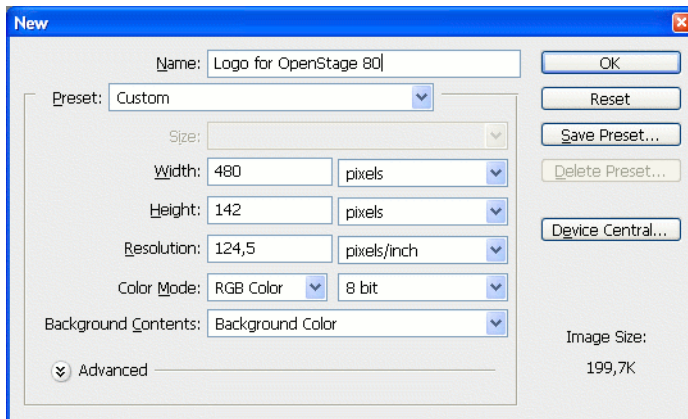 New
Name: Logo for OpenStage 80
OK
Preset: Custom
Reset
Size:
Save Preset...
Width: 480 pixels
Delete Preset...
Height: 142 pixels
Device Central...
Resolution: 124,5 pixels/inch
Color Mode: RGB Color 8 bit
Background Contents: Background Color
Image Size:
199,7K
Advanced